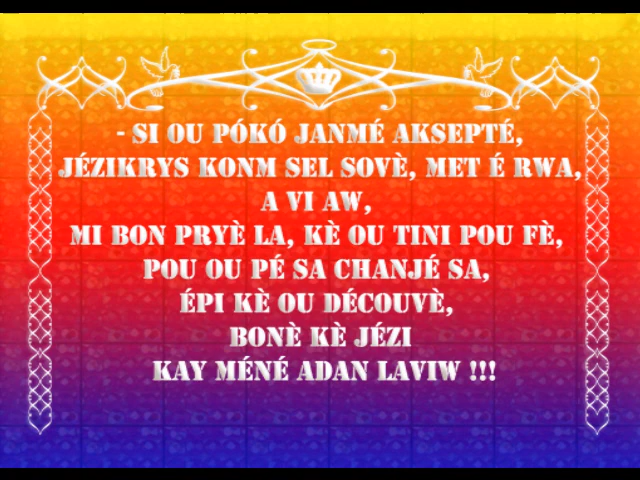 - SI OU PÓKÓ JANMÉ AKSEPTÉ,
JÉZIKRYS KONM SEL SOVÈ, MET É RWA,
A VI AW,
MI BON PRYÈ LA, KÈ OU TINI POU FÈ,
POU OU PÉ SA CHANJÉ SA,
ÉPI KÈ OU DÉCOUVÈ,
BONÈ KÈ JÉZI
KAY MÉNÉ ADAN LAVIW !!!